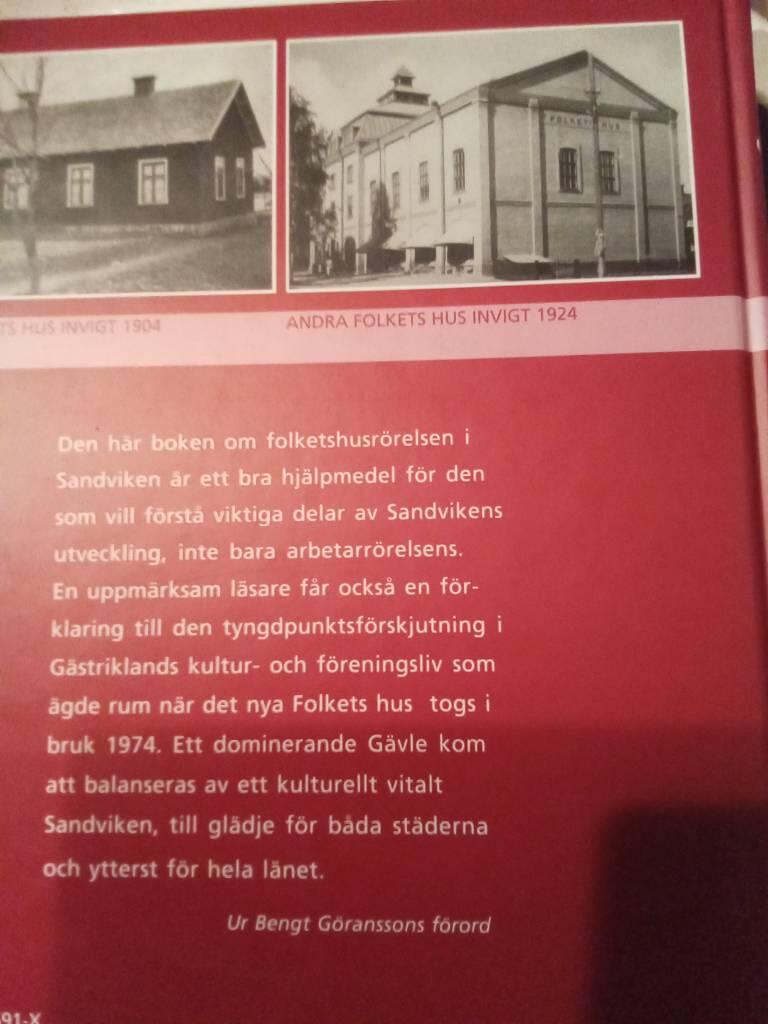 FOLKETS HUS
TS HUS INVIGT 1904
ANDRA FOLKETS HUS INVIGT 1924
Den här boken om folketshusrörelsen i
Sandviken är ett bra hjälpmedel för den
som vill förstå viktiga delar av Sandvikens
utveckling, inte bara arbetarrörelsens.
En uppmärksam läsare får också en för-
klaring till den tyngdpunktsförskjutning i
Gästriklands kultur- och föreningsliv som
ägde rum när det nya Folkets hus togs i
bruk 1974. Ett dominerande Gävle kom
att balanseras av ett kulturellt vitalt
Sandviken, till glädje för båda städerna
och ytterst för hela länet.
Ur Bengt Göranssons förord
91-X